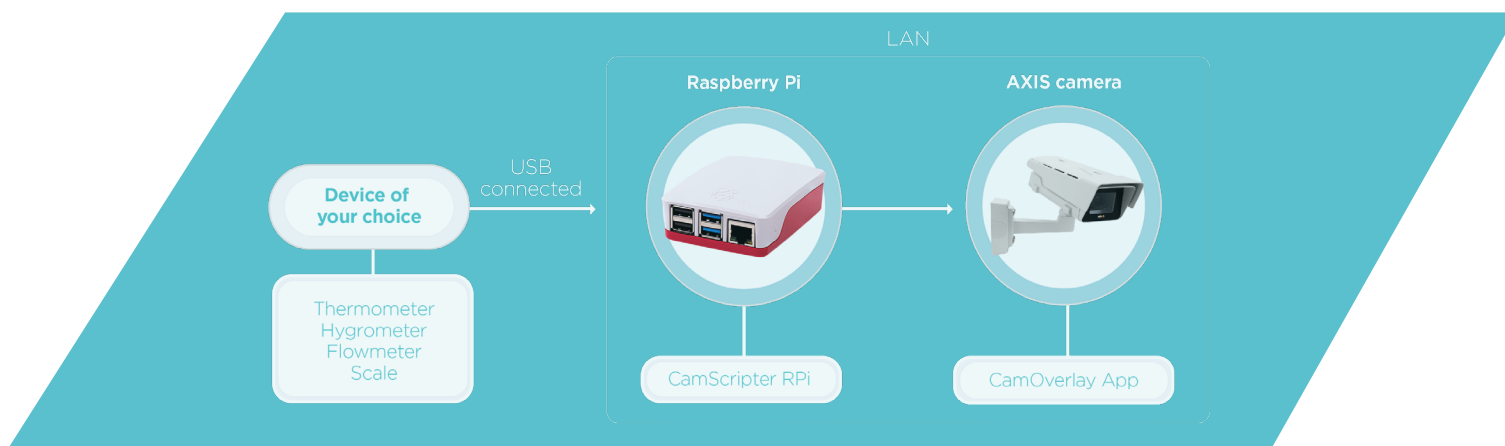 LAN
Raspberry Pi
AXIS camera
USB
connected
Device of
your choice
Thermometer
Hygrometer
Flowmeter
Scale
CamScripter RPi
CamOverlay App